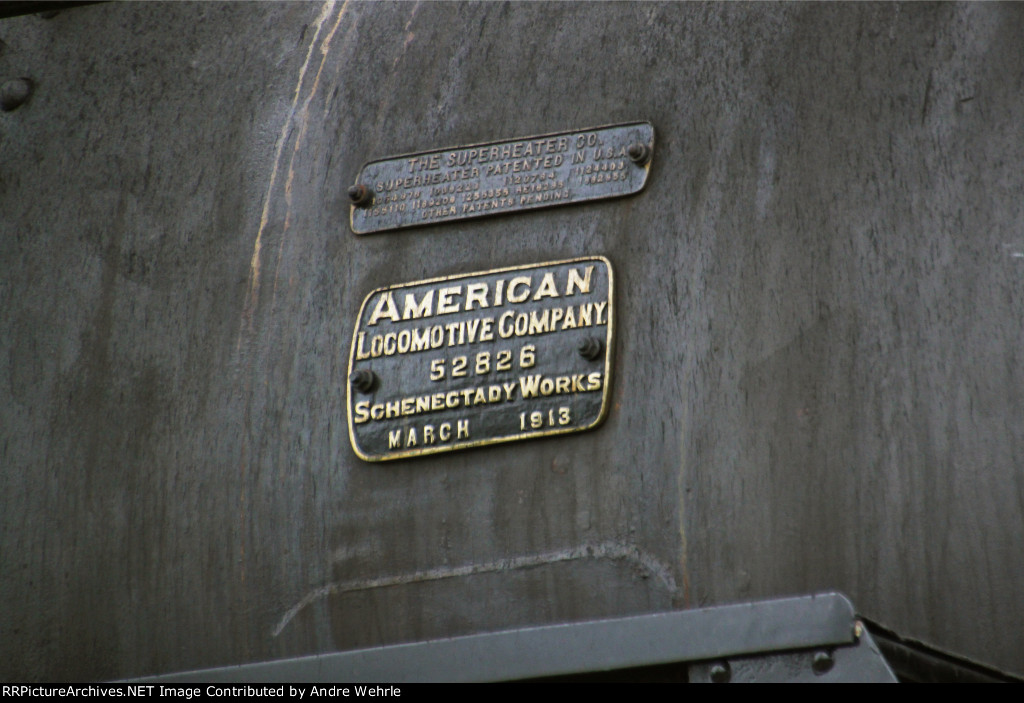 THE SUPERHEATER CO.
SUPERHEATER PATENTED IN U.S.A
OTHER PATENTS PENDING
AMERICAN
LOCOMOTIVE COMPANY.
52826
SCHENECTADY WORKS
MARCH 1913
RRPictureArchives.NET Image Contributed by Andre Wehrle